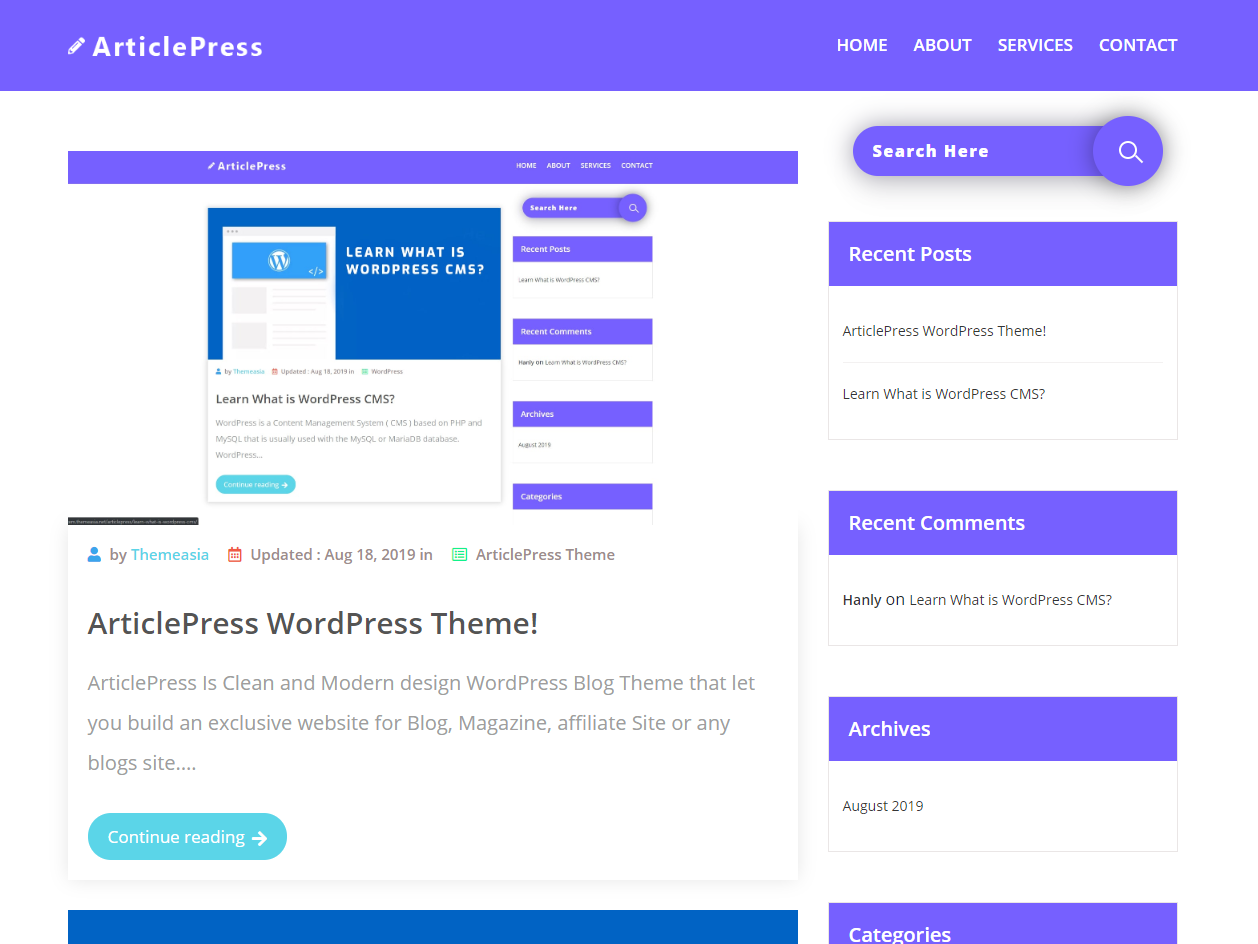 ArticlePress
HOME ABOUT SERVICES CONTACT
ArticlePress
HOME ABOUT SERVICES CONTACT
Search Here
LEARN WHAT IS
WORDPRESS CMS?
</>
by Themeasia Updated : Aug 18, 2019 in WordPress
Learn What is WordPress CMS?
WordPress is a Content Management System ( CMS ) based on PHP and
MySQL that is usually used with the MySQL or MariaDB database.
WordPress...
Continue reading
Recent Posts
Learn What is WordPress CMS?
Recent Comments
Hanly on Learn What is WordPress CMS?
Archives
August 2019
Categories
by Themeasia Updated : Aug 18, 2019 in ArticlePress Theme
ArticlePress WordPress Theme!
ArticlePress Is Clean and Modern design WordPress Blog Theme that let
you build an exclusive website for Blog, Magazine, affiliate Site or any
blogs site....
Continue reading
Search Here
Recent Posts
ArticlePress WordPress Theme!
Learn What is WordPress CMS?
Recent Comments
Hanly on Learn What is WordPress CMS?
Archives
August 2019
Categories